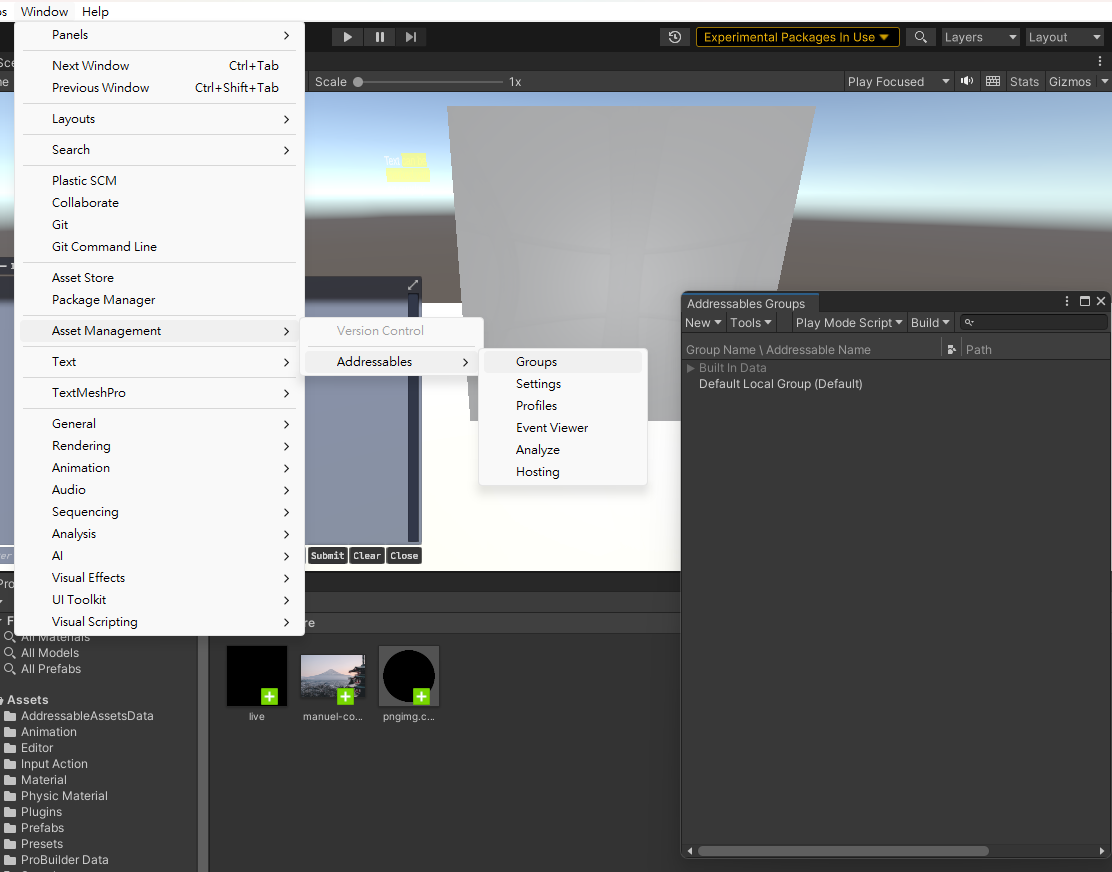 Window Help
Panels
Next Window Ctrl+Tab
Previous Window Ctrl+Shift+Tab
Layouts
Search
Plastic SCM
Collaborate
Git
Git Command Line
Asset Store
Package Manager
Asset Management
Text
TextMeshPro
General
Rendering
Animation
Audio
Sequencing
Analysis
AI
Visual Effects
UI Toolkit
Visual Scripting
Version Control
Addressables
Groups
Settings
Profiles
Event Viewer
Analyze
Hosting
Experimental Packages In Use Layers Layout
Scale 1x Play Focused Stats Gizmos
Text
Submit Clear Close
Addressables Groups
New Tools Play Mode Script Build
Group Name \ Addressable Name Path
Built In Data
Default Local Group (Default)
All Materials
All Models
All Prefabs
Assets
AddressableAssetsData
Animation
Editor
Input Action
Material
Physic Material
Plugins
Prefabs
Presets
ProBuilder Data
live manuel-co... pngimg.c...